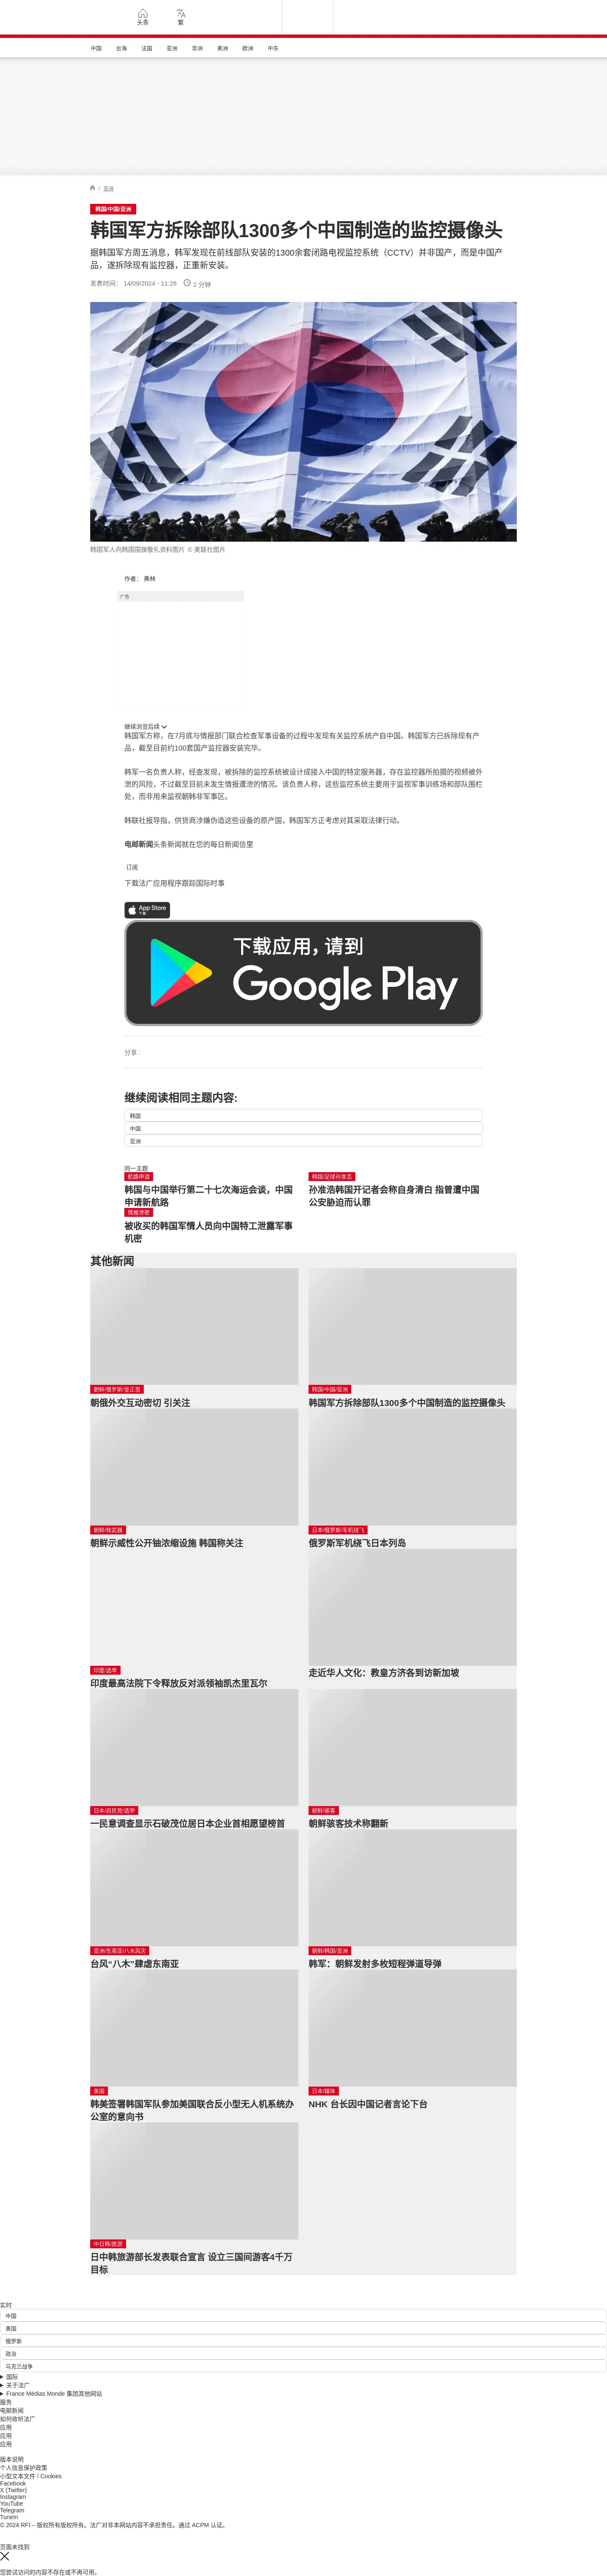 头条
繁
中国 台海 法国 亚洲 非洲 美洲 欧洲 中东
/ 亚洲
韩国/中国/亚洲
韩国军方拆除部队1300多个中国制造的监控摄像头
据韩国军方周五消息，韩军发现在前线部队安装的1300余套闭路电视监控系统（CCTV）并非国产，而是中国产
品，遂拆除现有监控器，正重新安装。
发表时间： 14/09/2024 - 11:28 2 分钟
韩国军人向韩国国旗敬礼资料图片 © 美联社图片
作者： 弗林
广告
继续浏览后续
韩国军方称，在7月底与情报部门联合检查军事设备的过程中发现有关监控系统产自中国。韩国军方已拆除现有产
品，截至目前约100套国产监控器安装完毕。
韩军一名负责人称，经查发现，被拆除的监控系统被设计成接入中国的特定服务器，存在监控器所拍摄的视频被外
泄的风险，不过截至目前未发生情报遭泄的情况。该负责人称，这些监控系统主要用于监视军事训练场和部队围栏
处，而非用来监视朝韩非军事区。
韩联社报导指，供货商涉嫌伪造这些设备的原产国，韩国军方正考虑对其采取法律行动。
电邮新闻头条新闻就在您的每日新闻信里
订阅
下载法广应用程序跟踪国际时事
App Store
下载
下载应用，请到
Google Play
分享 :
继续阅读相同主题内容:
韩国
中国
亚洲
同一主题
航路申请
韩国与中国举行第二十七次海运会谈，中国
申请新航路
韩国/足球孙准浩
孙准浩韩国开记者会称自身清白 指曾遭中国
公安胁迫而认罪
情报泄密
被收买的韩国军情人员向中国特工泄露军事
机密
其他新闻
朝鲜/俄罗斯/金正恩
朝俄外交互动密切 引关注
韩国/中国/亚洲
韩国军方拆除部队1300多个中国制造的监控摄像头
朝鲜/核武器
朝鲜示威性公开铀浓缩设施 韩国称关注
日本/俄罗斯/军机绕飞
俄罗斯军机绕飞日本列岛
印度/选举
印度最高法院下令释放反对派领袖凯杰里瓦尔
走近华人文化：教皇方济各到访新加坡
日本/自民党/选举
一民意调查显示石破茂位居日本企业首相愿望榜首
朝鲜/骇客
朝鲜骇客技术称翻新
亚洲/东南亚/八木风灾
台风“八木”肆虐东南亚
朝鲜/韩国/亚洲
韩军：朝鲜发射多枚短程弹道导弹
美国
韩美签署韩国军队参加美国联合反小型无人机系统办
公室的意向书
日本/媒体
NHK 台长因中国记者言论下台
中日韩/旅游
日中韩旅游部长发表联合宣言 设立三国间游客4千万
目标
实时
中国
美国
俄罗斯
政治
乌克兰战争
国际
关于法广
France Médias Monde 集团其他网站
服务
电邮新闻
如何收听法广
应用
应用
应用
版本说明
个人信息保护政策
小型文本文件 / Cookies
Facebook
X (Twitter)
Instagram
YouTube
Telegram
TuneIn
© 2024 RFI – 版权所有版权所有。法广对非本网站内容不承担责任。通过 ACPM 认证。
页面未找到
您尝试访问的内容不存在或不再可用。